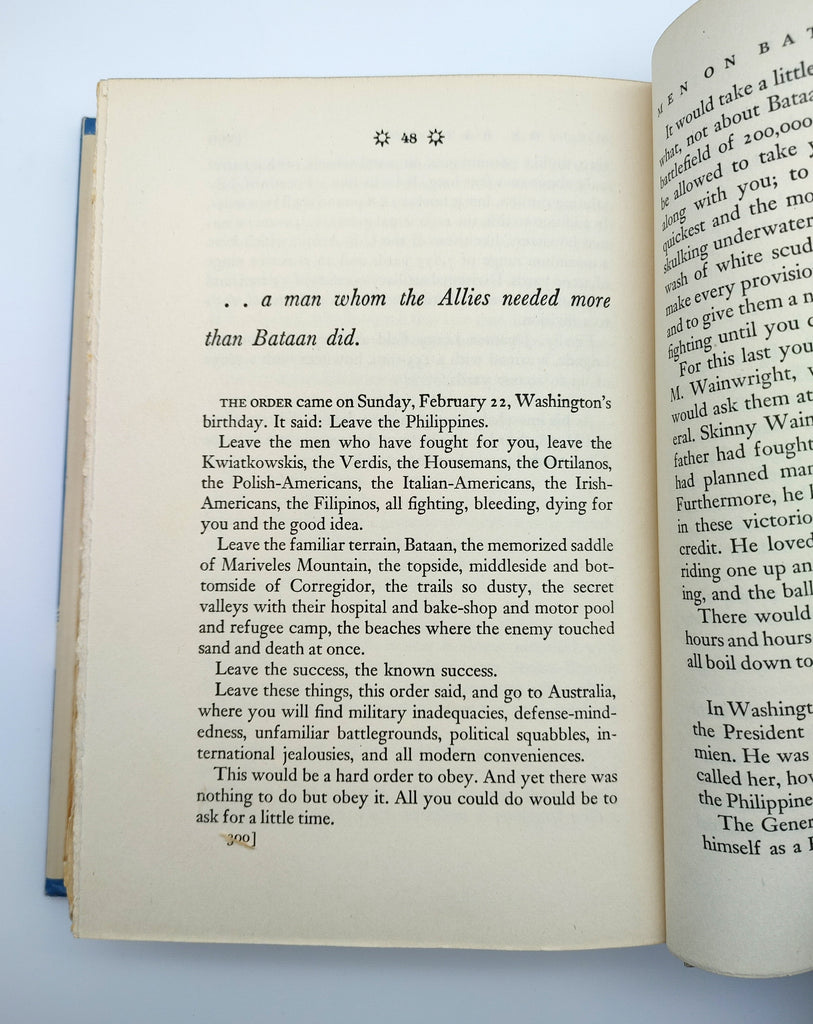 48
. . a man whom the Allies needed more
than Bataan did.
THE ORDER came on Sunday, February 22, Washington's
birthday. It said: Leave the Philippines.
Leave the men who have fought for you, leave the
Kwiatkowskis, the Verdis, the Housemans, the Ortilanos,
the Polish-Americans, the Italian-Americans, the Irish-
Americans, the Filipinos, all fighting, bleeding, dying for
you and the good idea.
Leave the familiar terrain, Bataan, the memorized saddle
of Mariveles Mountain, the topside, middleside and bot-
tomside of Corregidor, the trails so dusty, the secret
valleys with their hospital and bake-shop and motor pool
and refugee camp, the beaches where the enemy touched
sand and death at once.
Leave the success, the known success.
Leave these things, this order said, and go to Australia,
where you will find military inadequacies, defense-mind-
edness, unfamiliar battlegrounds, political squabbles, in-
ternational jealousies, and all modern conveniences.
This would be a hard order to obey. And yet there was
nothing to do but obey it. All you could do would be to
ask for a little time.
300]
MEN ON BAT
It would take a little
what, not about Bataa
battlefield of 200,000
be allowed to take y
along with you; to
quickest and the mo
skulking underwater
wash of white scud
make every provisio
and to give them a n
fighting until you c
For this last you
M. Wainwright, 
would ask them at
eral. Skinny Wain
father had fought
had planned man
Furthermore, he
in these victorio
credit. He loved
riding one up an
ing, and the ball
There would
hours and hours
all boil down to
In Washingt
the President
mien. He was
called her, how
the Philippine
The Gener
himself as a